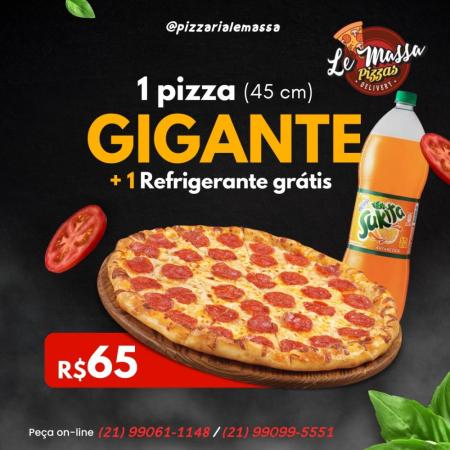 @pizzarialemassa
Le Massa
Pizzas
DELIVERY
1 pizza (45 cm)
GIGANTE
+ 1 Refrigerante grátis
Sukita
R$65
Peça on-line (21) 99061-1148 / (21) 99099-5551